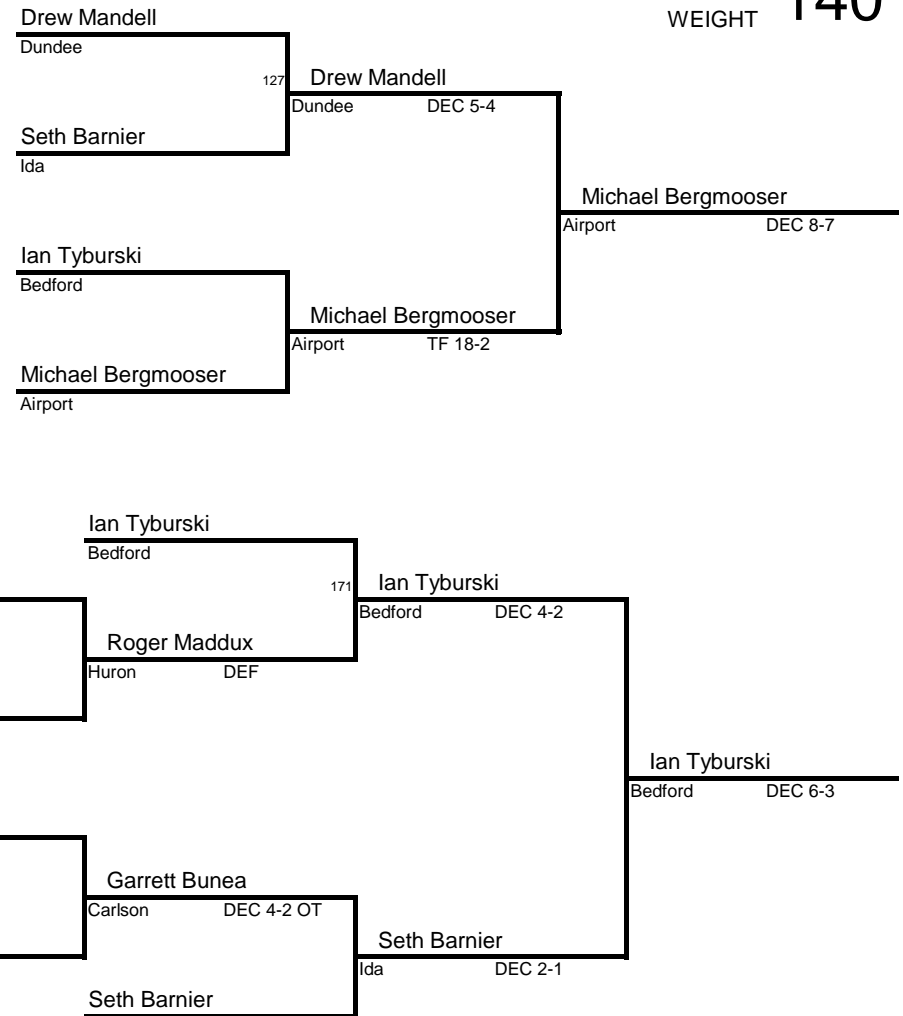 Drew Mandell
WEIGHT 140
Dundee
127 Drew Mandell
Dundee DEC 5-4
Seth Barnier
Ida
Michael Bergmooser
Airport DEC 8-7
Ian Tyburski
Bedford
Michael Bergmooser
Airport TF 18-2
Michael Bergmooser
Airport
Ian Tyburski
Bedford
171 Ian Tyburski
Bedford DEC 4-2
Roger Maddux
Huron DEF
Ian Tyburski
Bedford DEC 6-3
Garrett Bunea
Carlson DEC 4-2 OT
Seth Barnier
Ida DEC 2-1
Seth Barnier